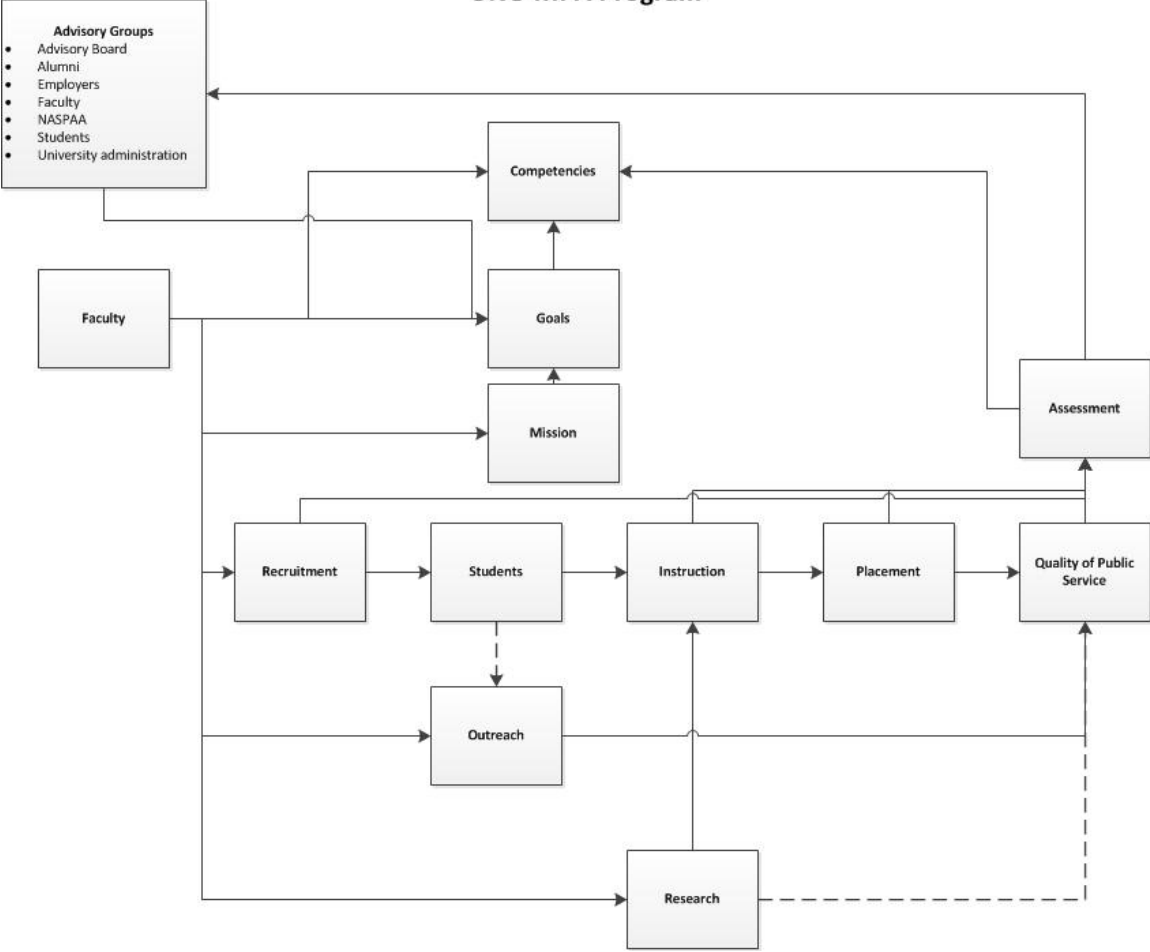 Advisory Groups
• Advisory Board
• Alumni
• Employers
• Faculty
• NASPAA
• Students
• University administration
Competencies
Faculty
Goals
Mission
Assessment
Recruitment
Students
Instruction
Placement
Quality of Public
Service
Outreach
Research